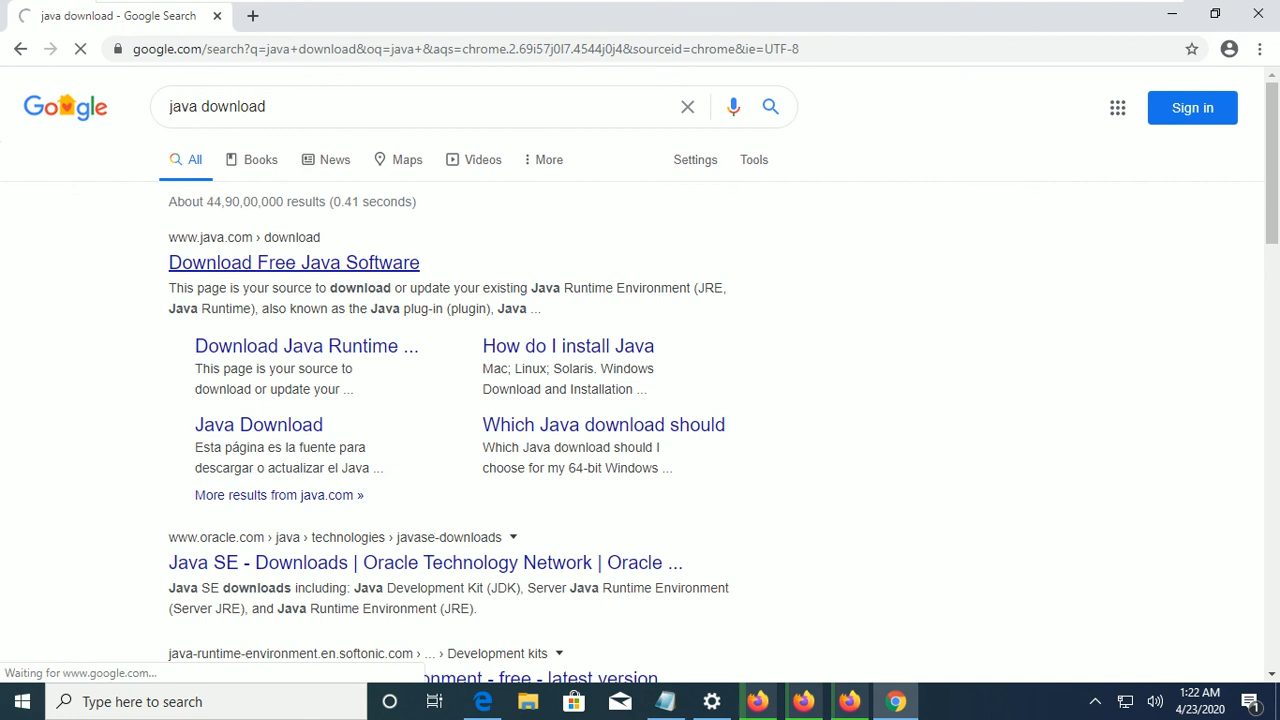 java download - Google Search
google.com/search?q=java+download&oq=java+&aqs=chrome.2.69i57j0l7.4544j0j4&sourceid=chrome&ie=UTF-8
Google
java download
Sign in
All Books News Maps Videos More Settings Tools
About 44,90,00,000 results (0.41 seconds)
www.java.com › download
Download Free Java Software
This page is your source to download or update your existing Java Runtime Environment (JRE,
Java Runtime), also known as the Java plug-in (plugin), Java ...
Download Java Runtime ...
This page is your source to
download or update your ...
How do I install Java
Mac; Linux; Solaris. Windows
Download and Installation ...
Java Download
Esta página es la fuente para
descargar o actualizar el Java ...
Which Java download should
Which Java download should I
choose for my 64-bit Windows ...
More results from java.com »
www.oracle.com › java › technologies › javase-downloads
Java SE - Downloads | Oracle Technology Network | Oracle ...
Java SE downloads including: Java Development Kit (JDK), Server Java Runtime Environment
(Server JRE), and Java Runtime Environment (JRE).
java-runtime-environment.en.softonic.com › ... › Development kits
onment - free - latest version
Waiting for www.google.com...
Type here to search
1:22 AM
4/23/2020
1